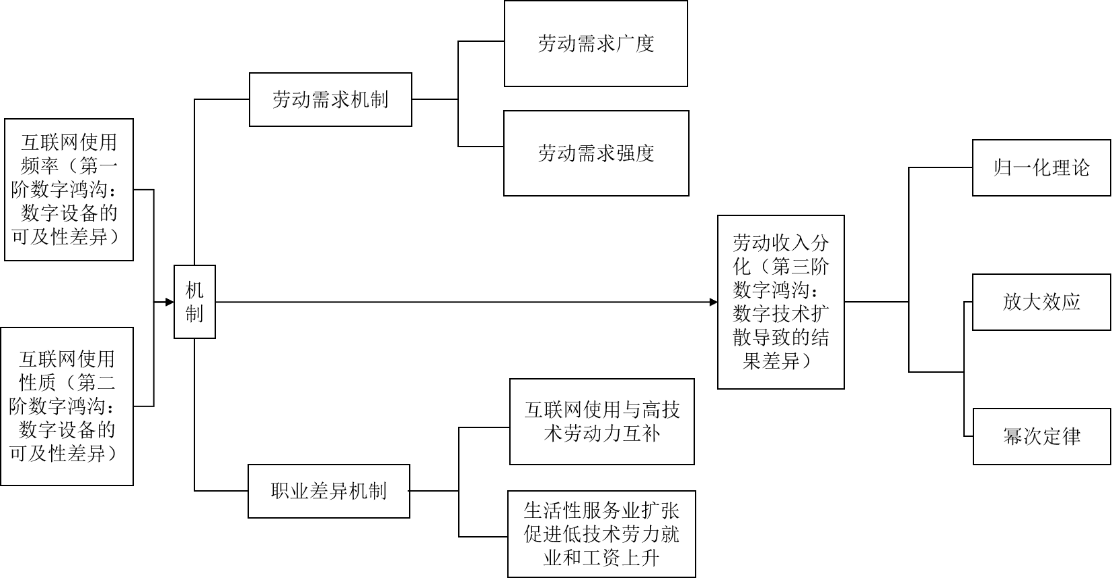 互联网使用
频率（第一
阶数字鸿沟：
数字设备的
可及性差异）
互联网使用
性质（第二
阶数字鸿沟：
数字设备的
可及性差异）
机
制
劳动需求机制
劳动需求广度
劳动需求强度
职业差异机制
互联网使用与高技
术劳动力互补
生活性服务业扩张
促进低技术劳力就
业和工资上升
劳动收入分
化（第三阶
数字鸿沟：
数字技术扩
散导致的结
果差异）
归一化理论
放大效应
幂次定律